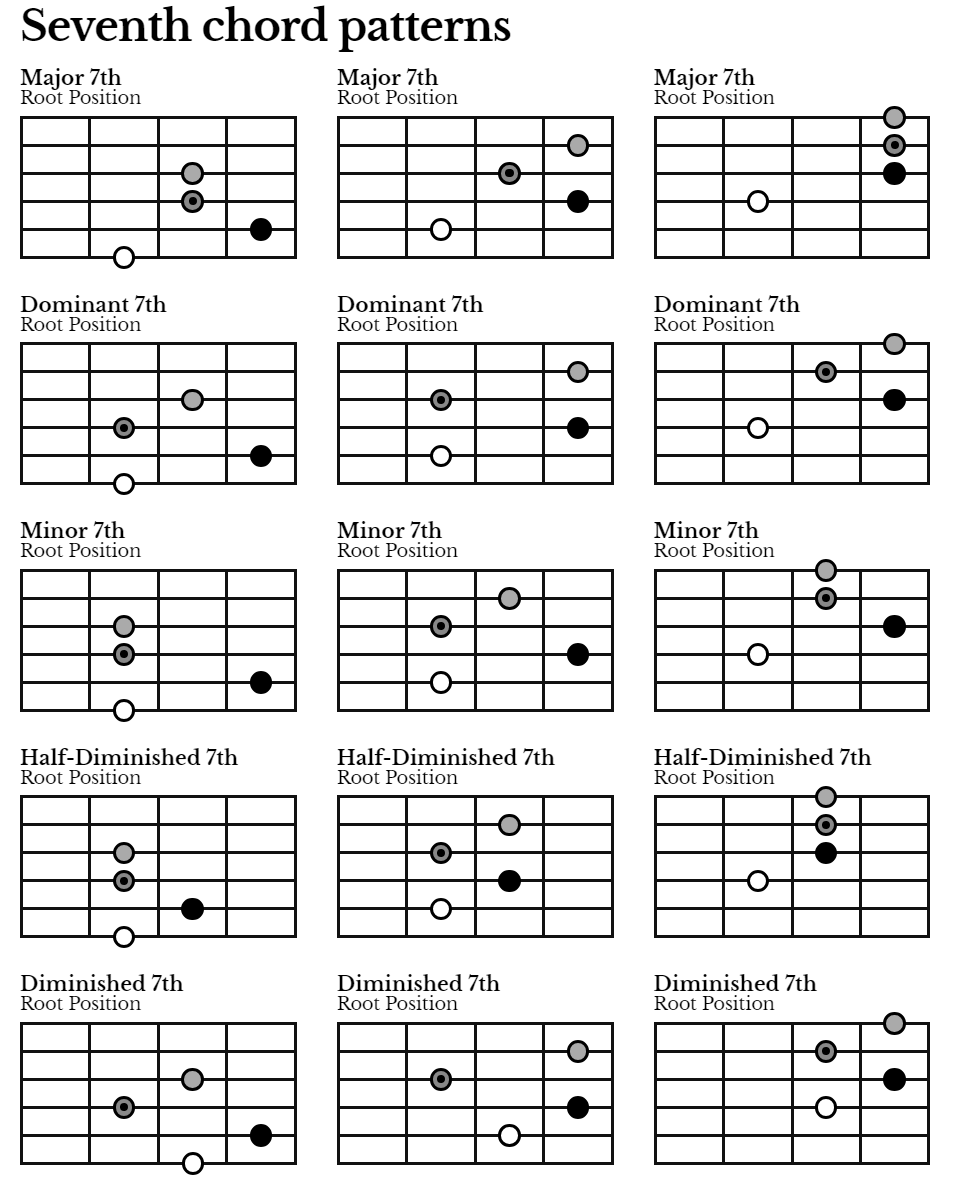 Seventh chord patterns
Major 7th
Root Position
Major 7th
Root Position
Major 7th
Root Position
Dominant 7th
Root Position
Dominant 7th
Root Position
Dominant 7th
Root Position
Minor 7th
Root Position
Minor 7th
Root Position
Minor 7th
Root Position
Half-Diminished 7th
Root Position
Half-Diminished 7th
Root Position
Half-Diminished 7th
Root Position
Diminished 7th
Root Position
Diminished 7th
Root Position
Diminished 7th
Root Position